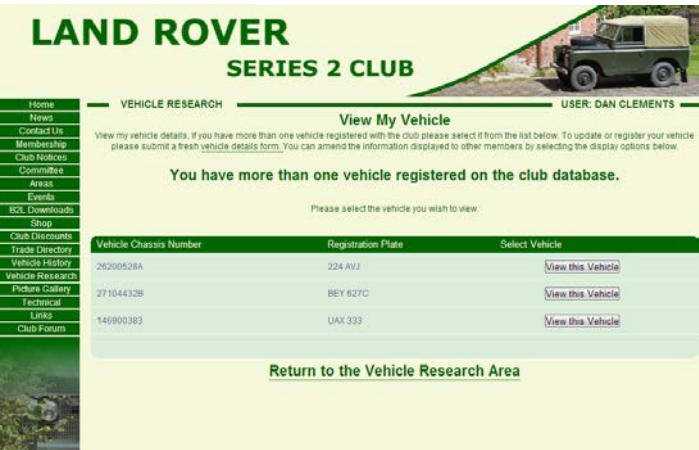 LAND ROVER
SERIES 2 CLUB
Home
News
Contact Us
Membership
Club Notices
Committee
Areas
Events
B2L Downloads
Shop
Club Discounts
Trade Directory
Vehicle History
Vehicle Research
Picture Gallery
Technical
Links
Club Forum
VEHICLE RESEARCH
USER: DAN CLEMENTS
View My Vehicle
View my vehicle details, if you have more than one vehicle registered with the club please select it from the list below. To update or register your vehicle
please submit a fresh vehicle details form. You can amend the information displayed to other members by selecting the display options below.
You have more than one vehicle registered on the club database.
Please select the vehicle you wish to view.
Vehicle Chassis Number Registration Plate Select Vehicle
26200528A 224 AVJ View this Vehicle
27104432B BEY 627C View this Vehicle
146900383 UAX 333 View this Vehicle
Return to the Vehicle Research Area